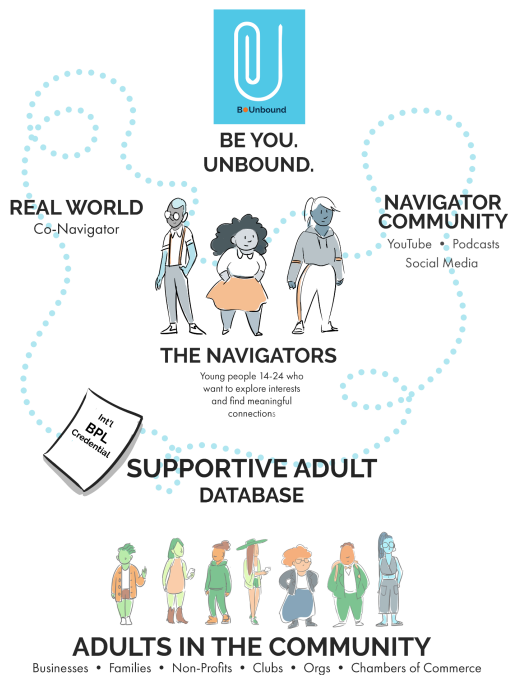 B Unbound
BE YOU.
UNBOUND.
REAL WORLD
Co-Navigator
NAVIGATOR
COMMUNITY
YouTube • Podcasts
Social Media
THE NAVIGATORS
Young people 14-24 who
want to explore interests
and find meaningful
connections
Int'l
BPL
Credential
SUPPORTIVE ADULT
DATABASE
ADULTS IN THE COMMUNITY
Businesses • Families • Non-Profits • Clubs • Orgs • Chambers of Commerce